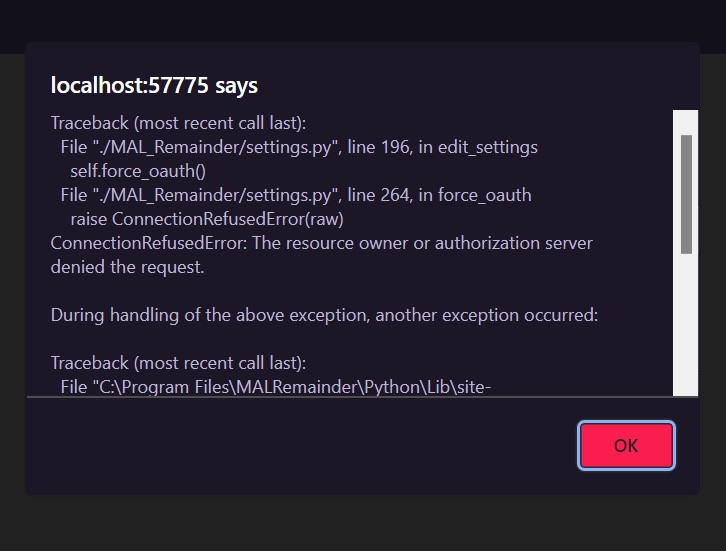 localhost:57775 says
Traceback (most recent call last):
File "./MAL_Remainder/settings.py", line 196, in edit_settings
self.force_oauth()
File "./MAL_Remainder/settings.py", line 264, in force_oauth
raise ConnectionRefusedError(raw)
ConnectionRefusedError: The resource owner or authorization server
denied the request.
During handling of the above exception, another exception occurred:
Traceback (most recent call last):
File "C:\Program Files\MALRemainder\Python\Lib\site-
OK